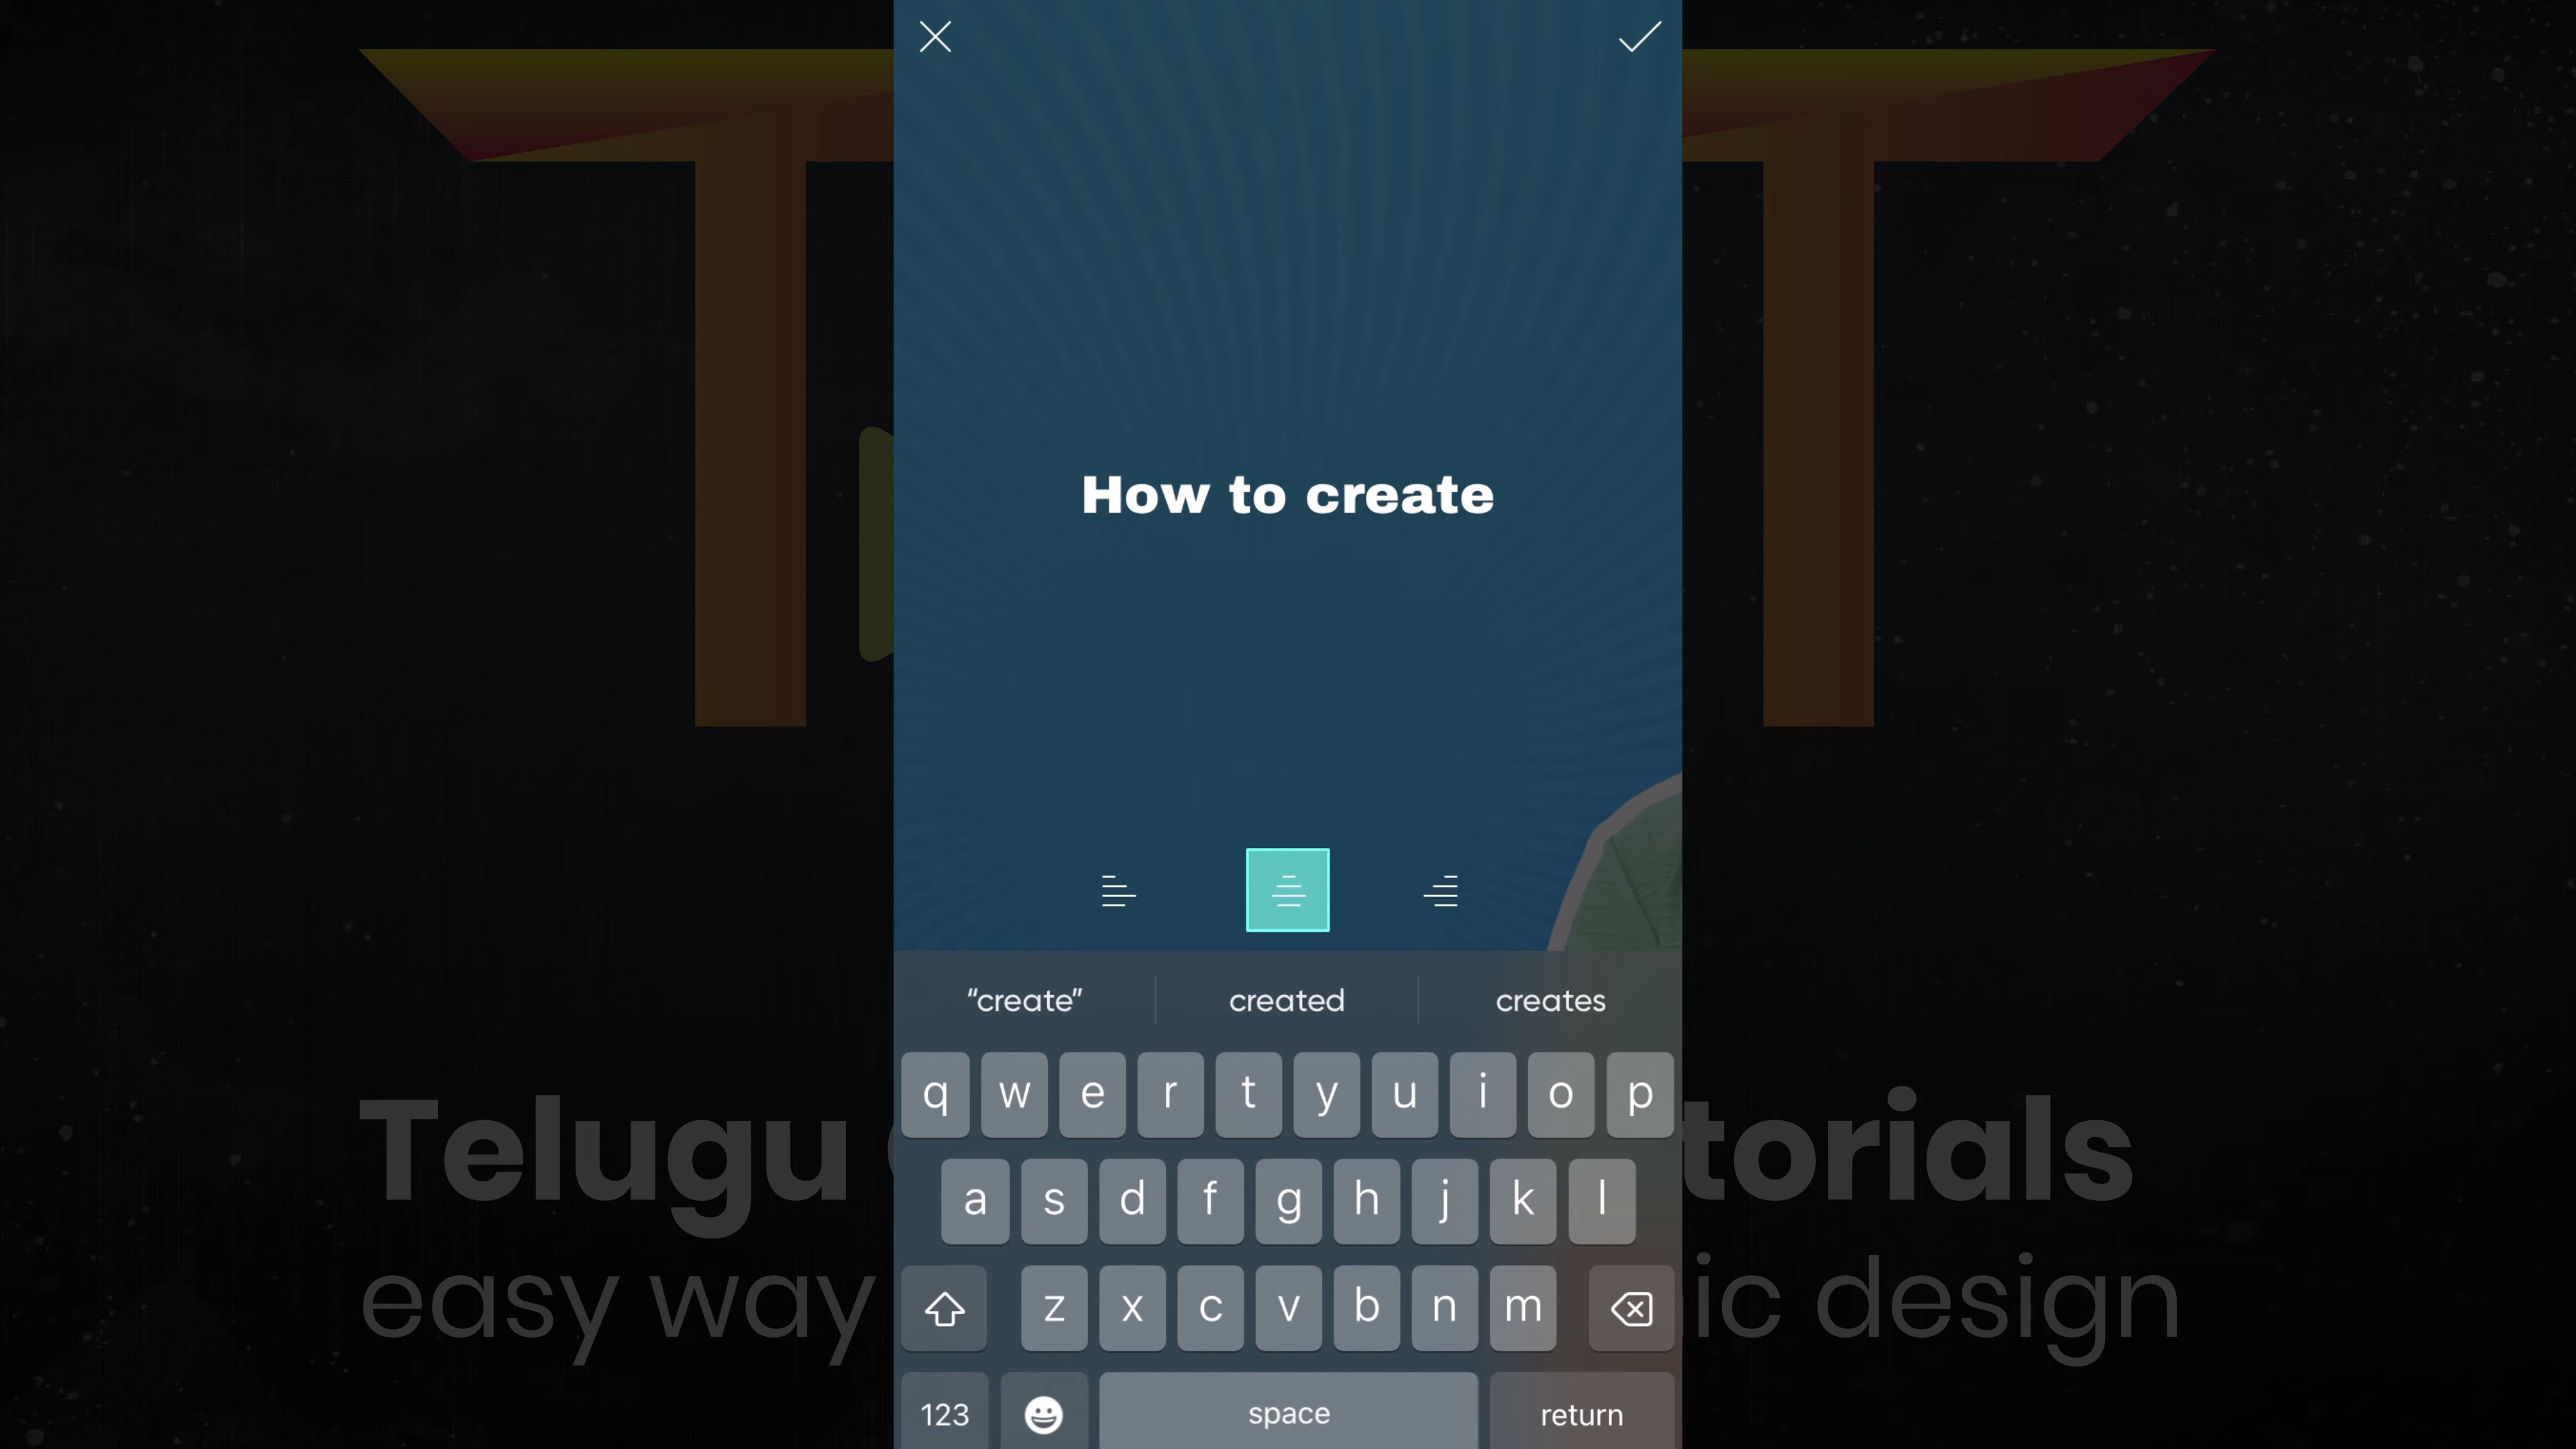 How to create
“create” created creates
q w e r t y u i o p
a s d f g h j k l
z x c v b n m
123 space return
Telugu torials
easy way ic design